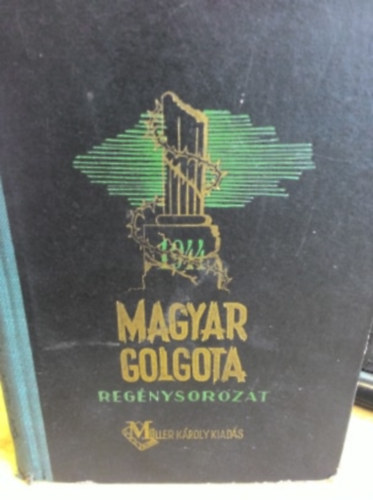 1944
MAGYAR
GOLGOTA
REGÉNYSOROZAT
MÜLLER KÁROLY KIADÁS